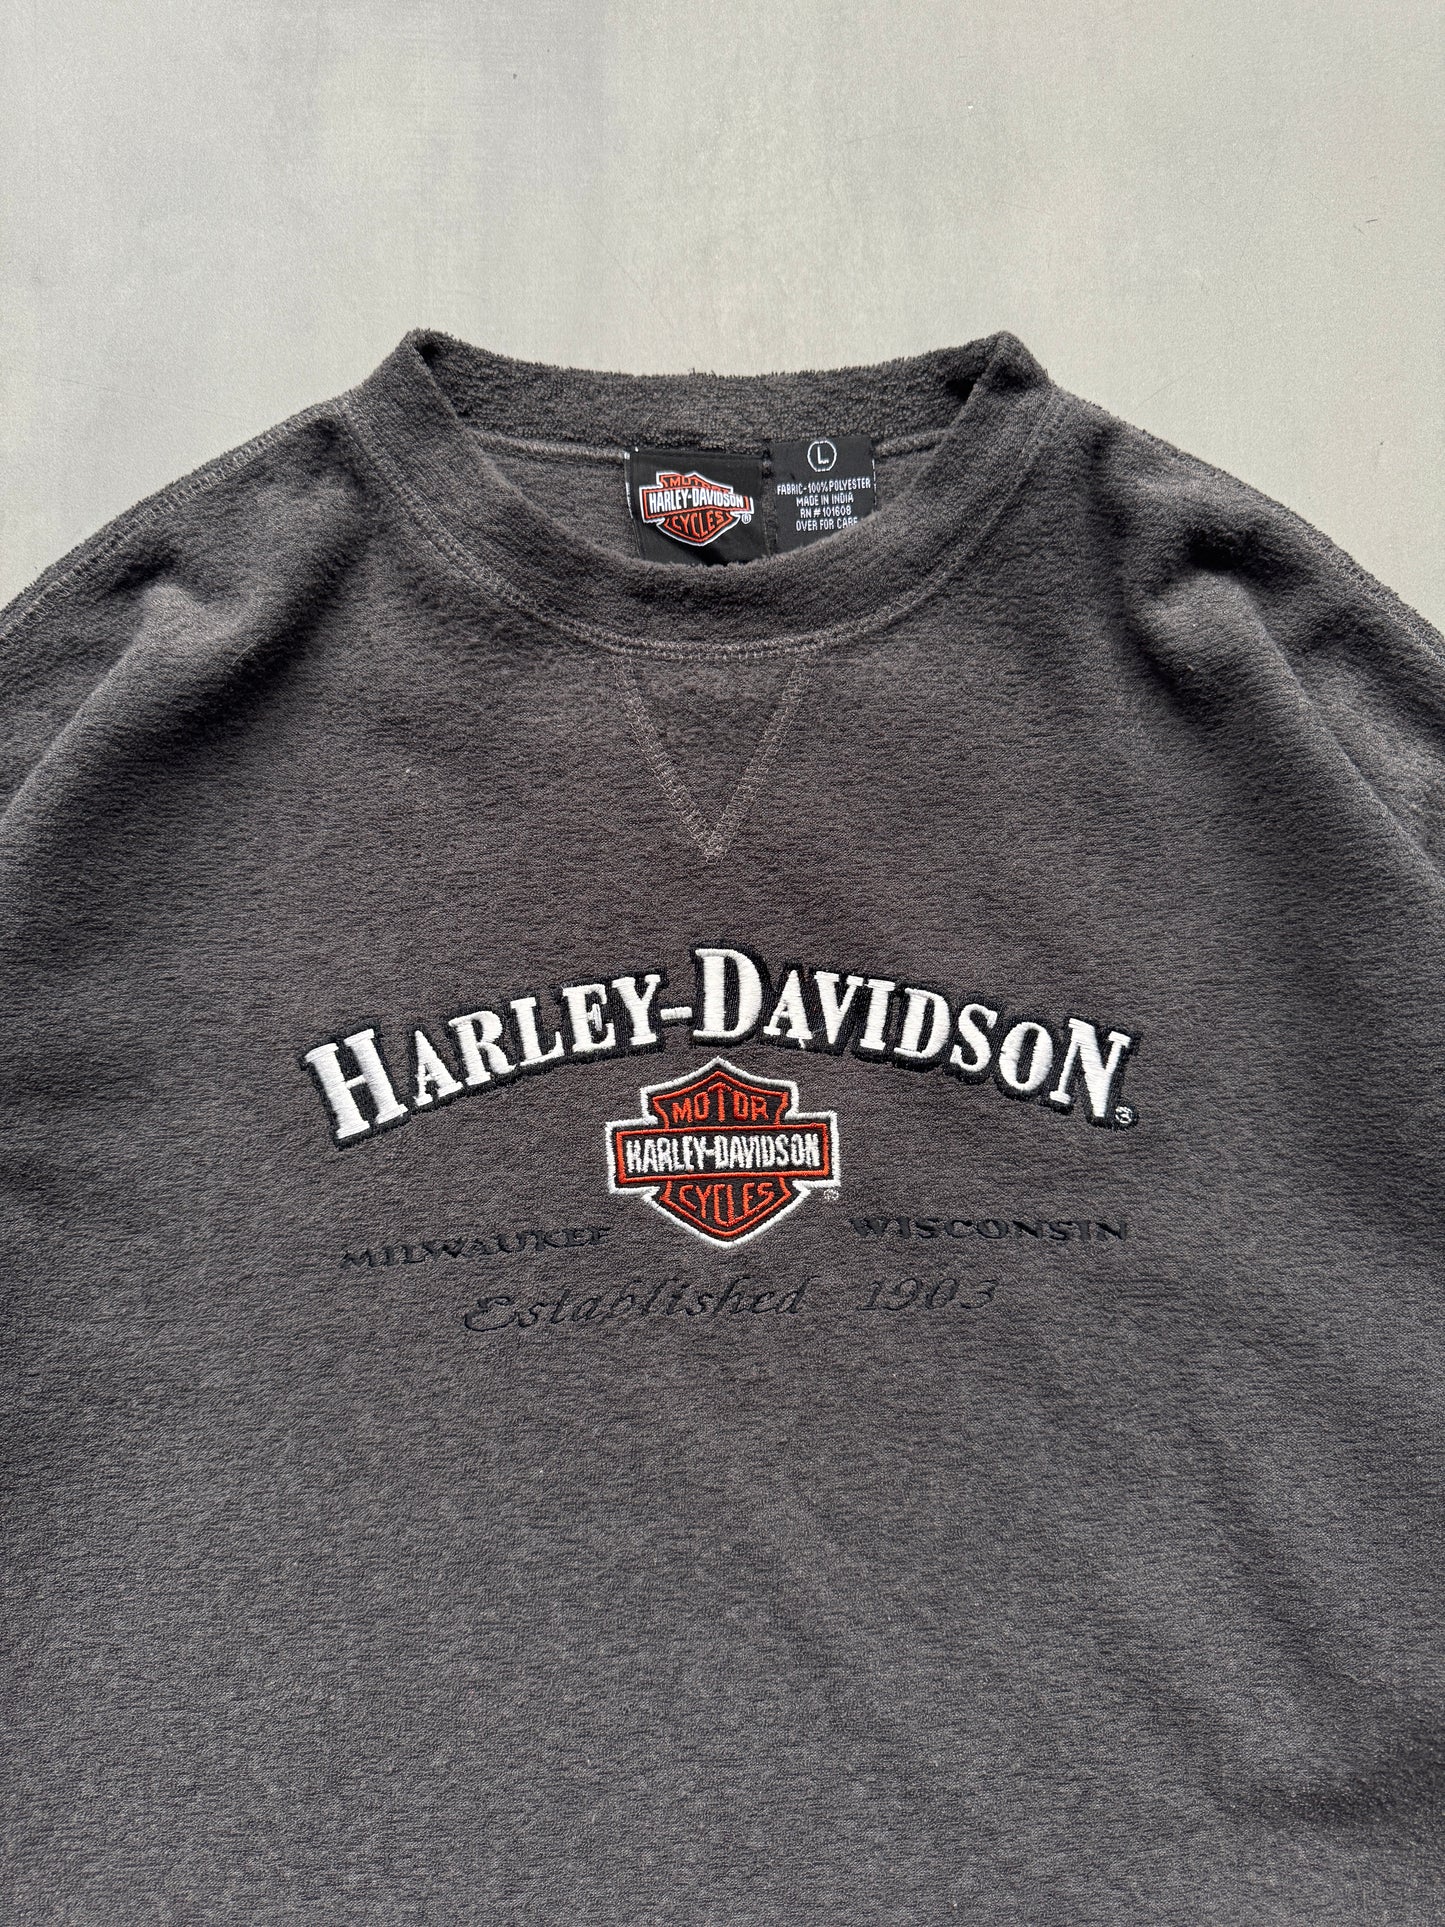 MOTOR
HARLEY-DAVIDSON
CYCLES ®
L
FABRIC-100% POLYESTER
MADE IN INDIA
RN # 101608
OVER FOR CARE
HARLEY-DAVIDSON ®
MOTOR
HARLEY-DAVIDSON
CYCLES ®
MILWAUKEE WISCONSIN
Established 1903